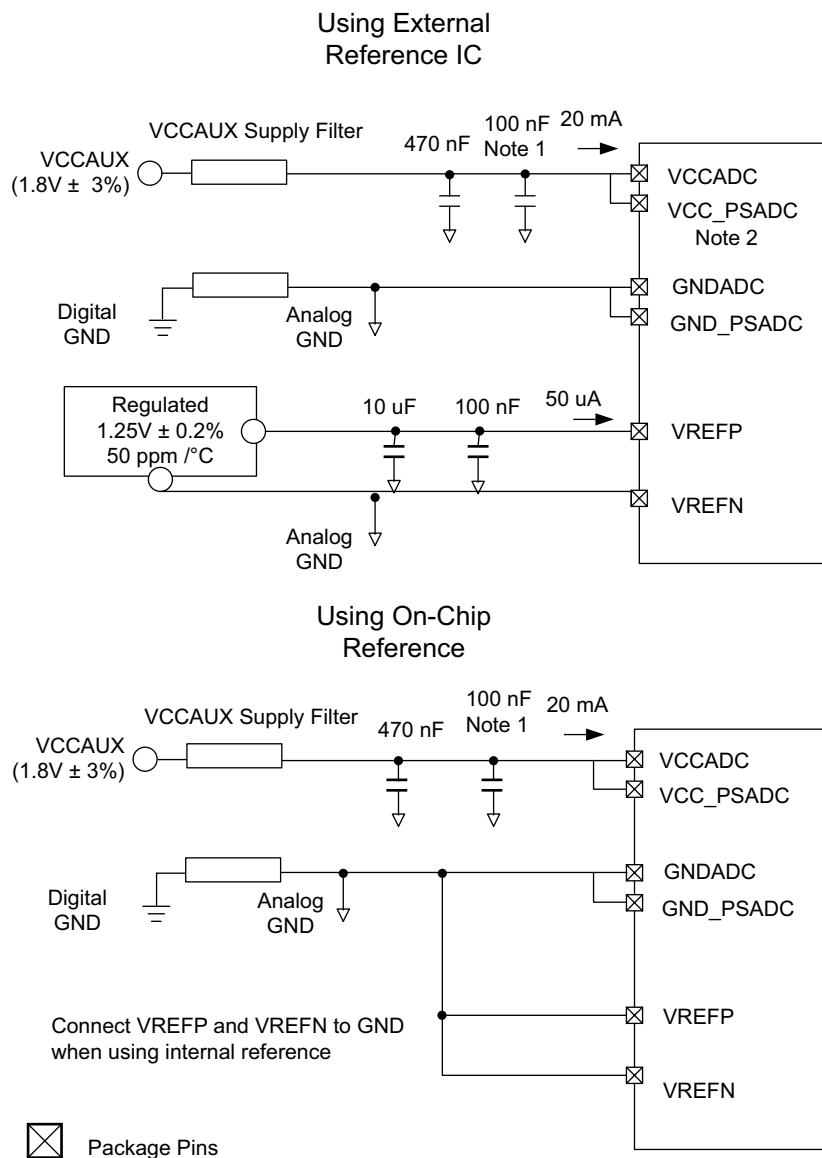 Using External
Reference IC
VCCAUX Supply Filter
470 nF
100 nF
Note 1
20 mA
VCCAUX
(1.8V ± 3%)
VCCADC
VCC_PSADC
Note 2
Digital
GND
Analog
GND
GNDADC
GND_PSADC
Regulated
1.25V ± 0.2%
50 ppm /°C
10 uF
100 nF
50 uA
VREFP
VREFN
Analog
GND
Using On-Chip
Reference
VCCAUX Supply Filter
470 nF
100 nF
Note 1
20 mA
VCCAUX
(1.8V ± 3%)
VCCADC
VCC_PSADC
Digital
GND
Analog
GND
GNDADC
GND_PSADC
Connect VREFP and VREFN to GND
when using internal reference
VREFP
VREFN
Package Pins